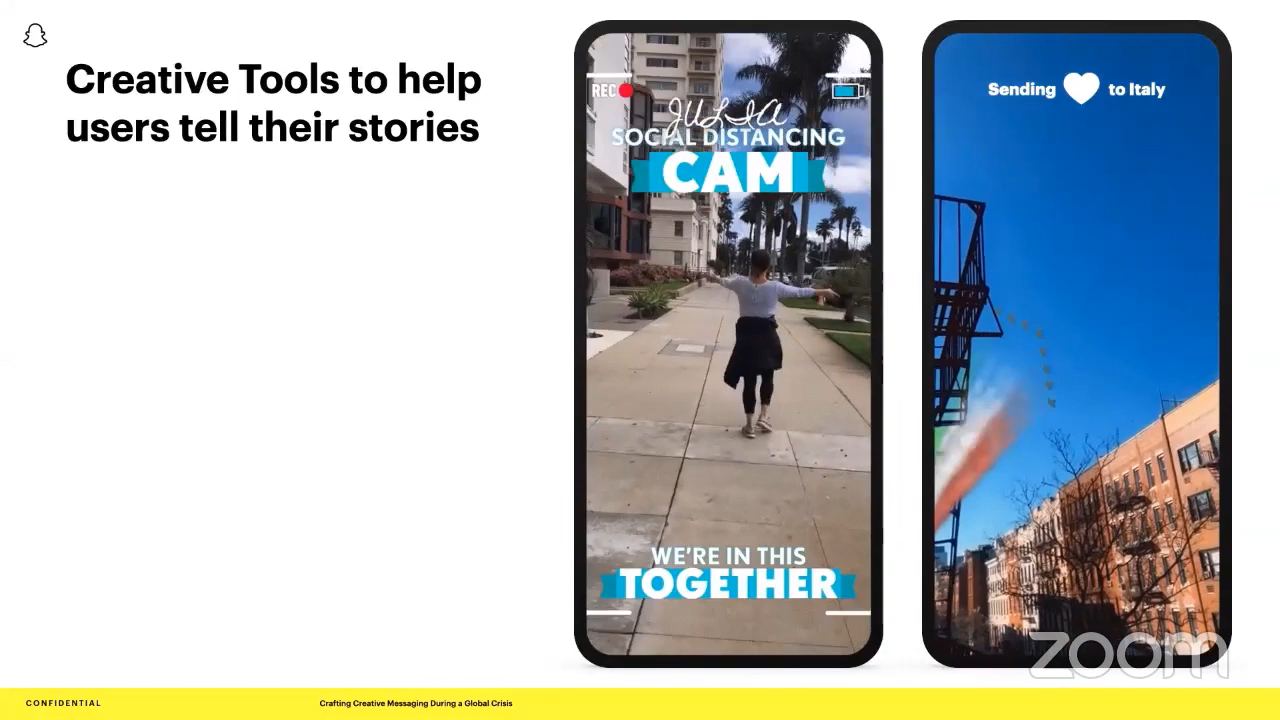 Creative Tools to help
users tell their stories
REC
JULIA
SOCIAL DISTANCING
CAM
WE'RE IN THIS
TOGETHER
Sending to Italy
zoom
CONFIDENTIAL
Crafting Creative Messaging During a Global Crisis